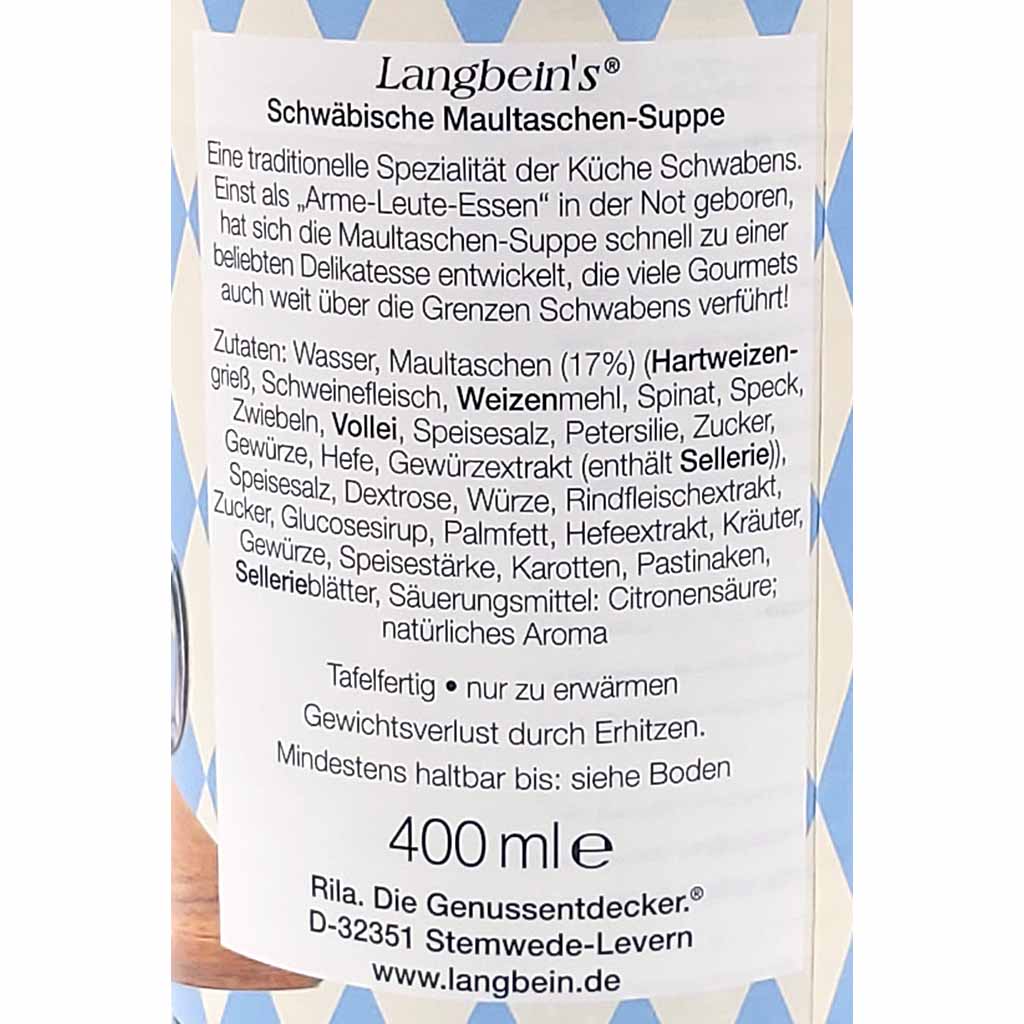 Langbein's®
Schwäbische Maultaschen-Suppe
Eine traditionelle Spezialität der Küche Schwabens.
Einst als „Arme-Leute-Essen“ in der Not geboren,
hat sich die Maultaschen-Suppe schnell zu einer
beliebten Delikatesse entwickelt, die viele Gourmets
auch weit über die Grenzen Schwabens verführt!
Zutaten: Wasser, Maultaschen (17%) (Hartweizen-
grieß, Schweinefleisch, Weizenmehl, Spinat, Speck,
Zwiebeln, Vollei, Speisesalz, Petersilie, Zucker,
Gewürze, Hefe, Gewürzextrakt (enthält Sellerie)),
Speisesalz, Dextrose, Würze, Rindfleischextrakt,
Zucker, Glucosesirup, Palmfett, Hefeextrakt, Kräuter,
Gewürze, Speisestärke, Karotten, Pastinaken,
Sellerieblätter, Säuerungsmittel: Citronensäure;
natürliches Aroma
Tafelfertig • nur zu erwärmen
Gewichtsverlust durch Erhitzen.
Mindestens haltbar bis: siehe Boden
400 ml e
Rila. Die Genussentdecker.®
D-32351 Stemwede-Levern
www.langbein.de